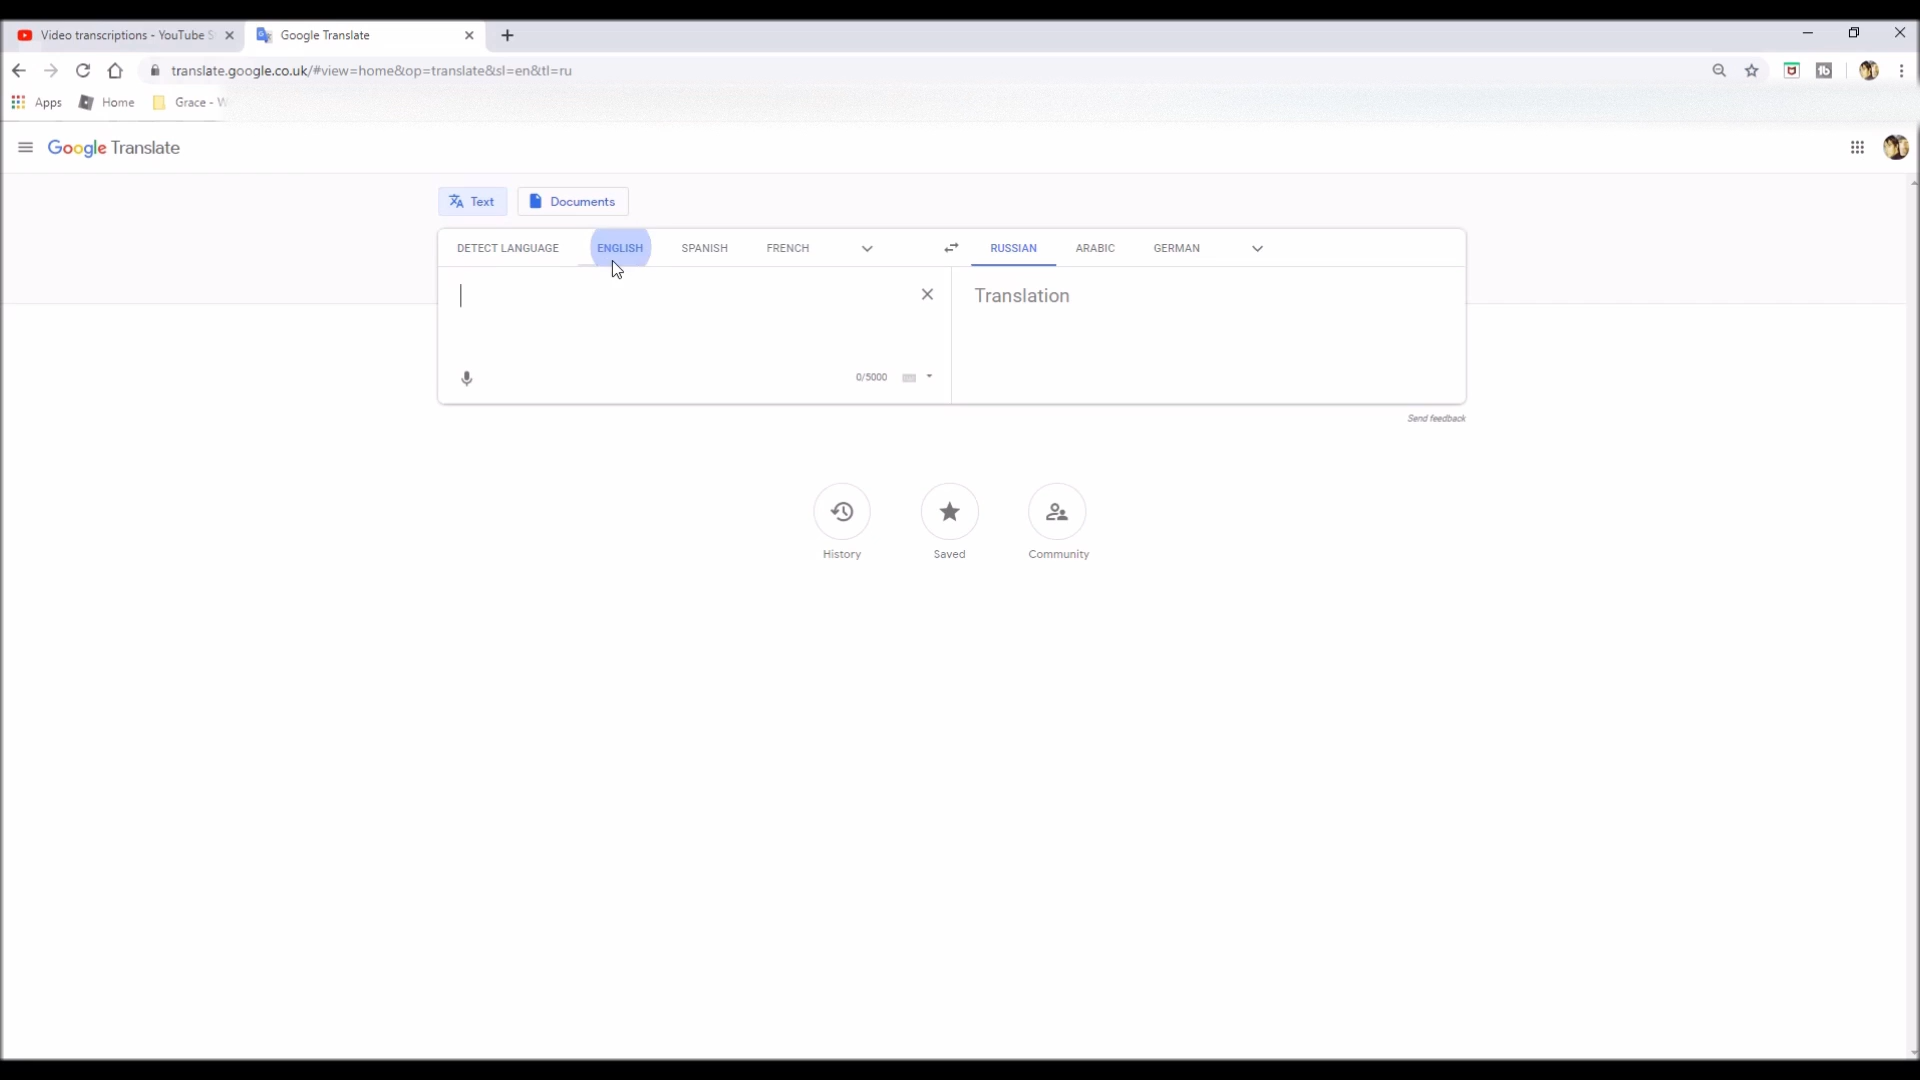 Video transcriptions - YouTube S
Google Translate
translate.google.co.uk/#view=home&op=translate&sl=en&tl=ru
Apps
Home
Grace - W
Google Translate
Text
Documents
DETECT LANGUAGE
ENGLISH
SPANISH
FRENCH
RUSSIAN
ARABIC
GERMAN
Translation
0/5000
Send feedback
History
Saved
Community